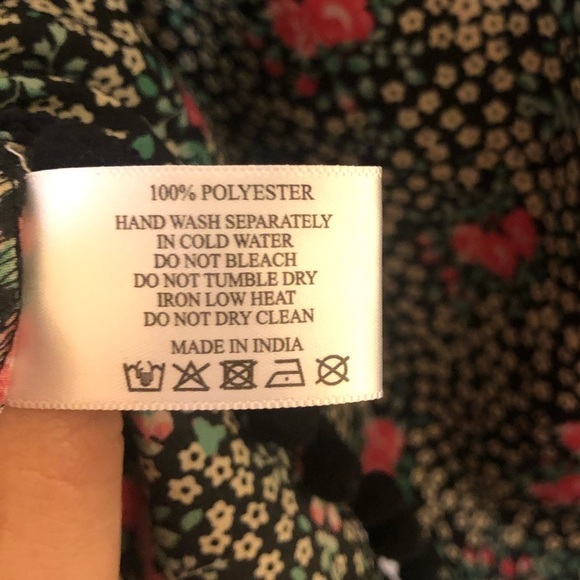 100% POLYESTER
HAND WASH SEPARATELY
IN COLD WATER
DO NOT BLEACH
DO NOT TUMBLE DRY
IRON LOW HEAT
DO NOT DRY CLEAN
MADE IN INDIA